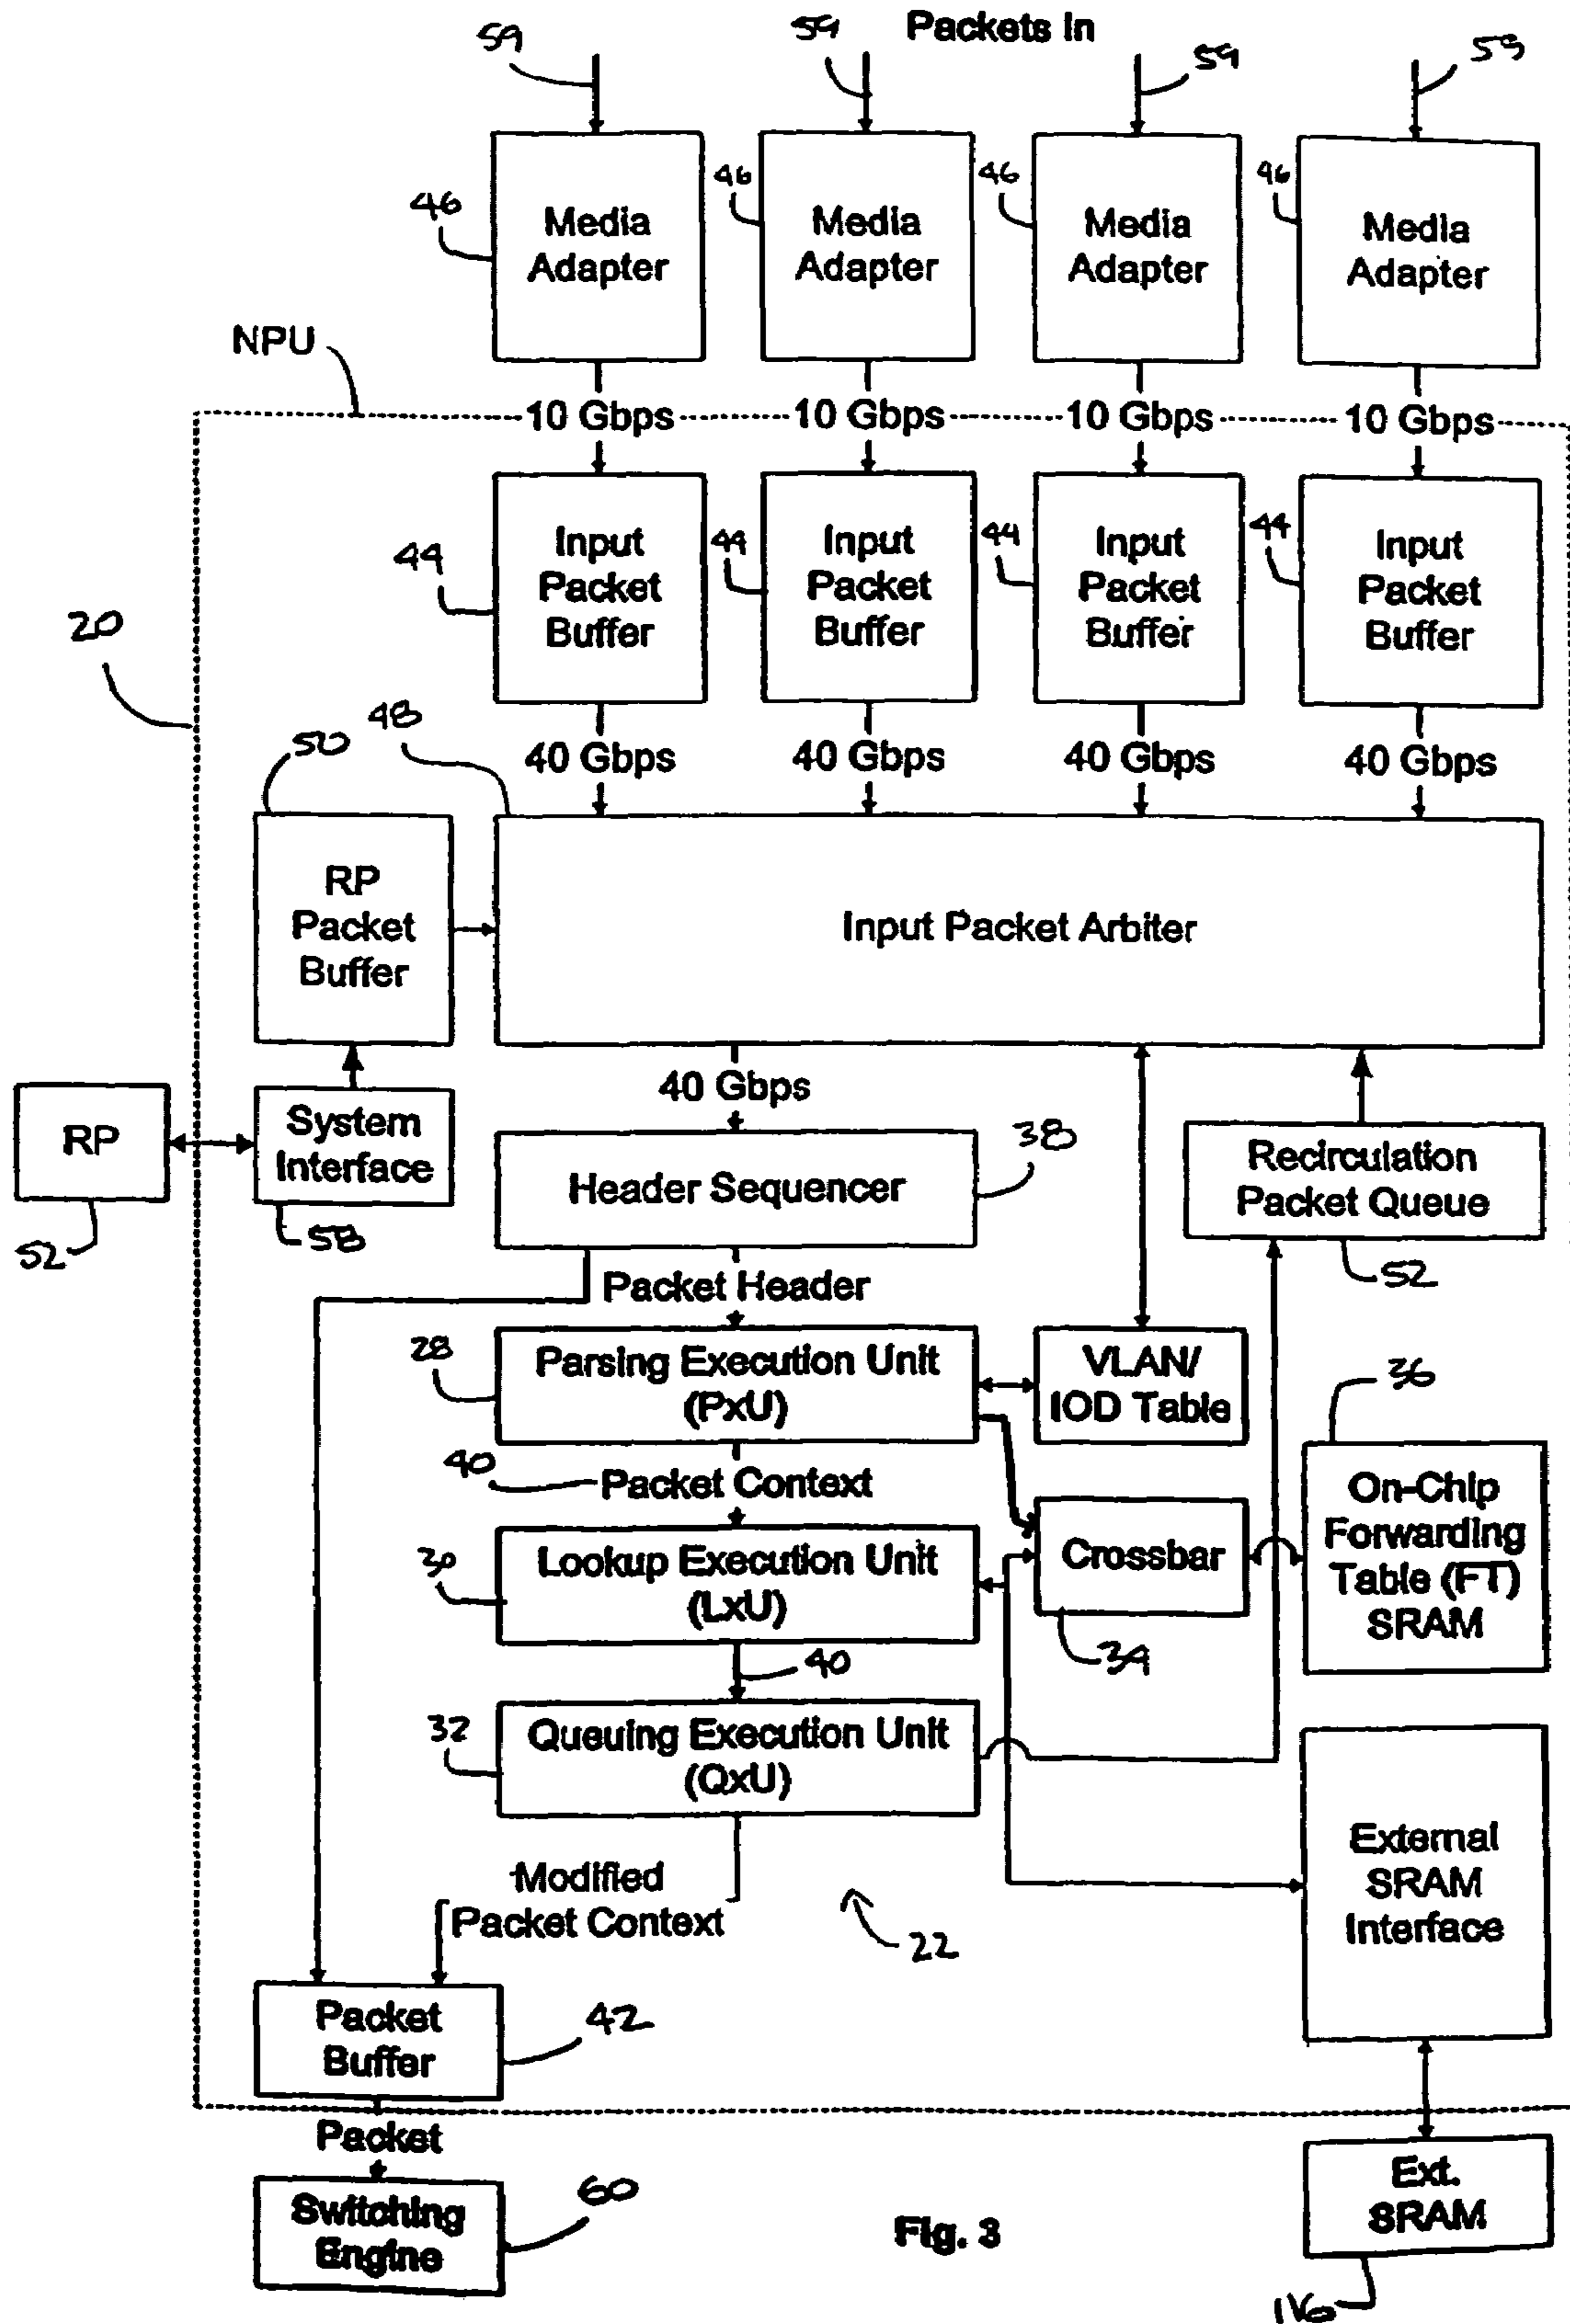 Packets In
59
59
59
59
46
Media
Adapter
46
Media
Adapter
46
Media
Adapter
46
Media
Adapter
NPU
10 Gbps
10 Gbps
10 Gbps
10 Gbps
44
Input
Packet
Buffer
44
Input
Packet
Buffer
44
Input
Packet
Buffer
44
Input
Packet
Buffer
20
40 Gbps
40 Gbps
40 Gbps
40 Gbps
50
48
RP
Packet
Buffer
Input Packet Arbiter
40 Gbps
RP
52
System
Interface
58
Header Sequencer
38
Recirculation
Packet Queue
52
Packet Header
28
Parsing Execution Unit
(PxU)
VLAN/
IOD Table
36
40
Packet Context
On-Chip
Forwarding
Table (FT)
SRAM
30
Lookup Execution Unit
(LxU)
Crossbar
34
40
32
Queuing Execution Unit
(QxU)
External
SRAM
Interface
Modified
Packet Context
22
Packet
Buffer
42
Packet
Switching
Engine
60
Ext.
SRAM
116
Fig. 3